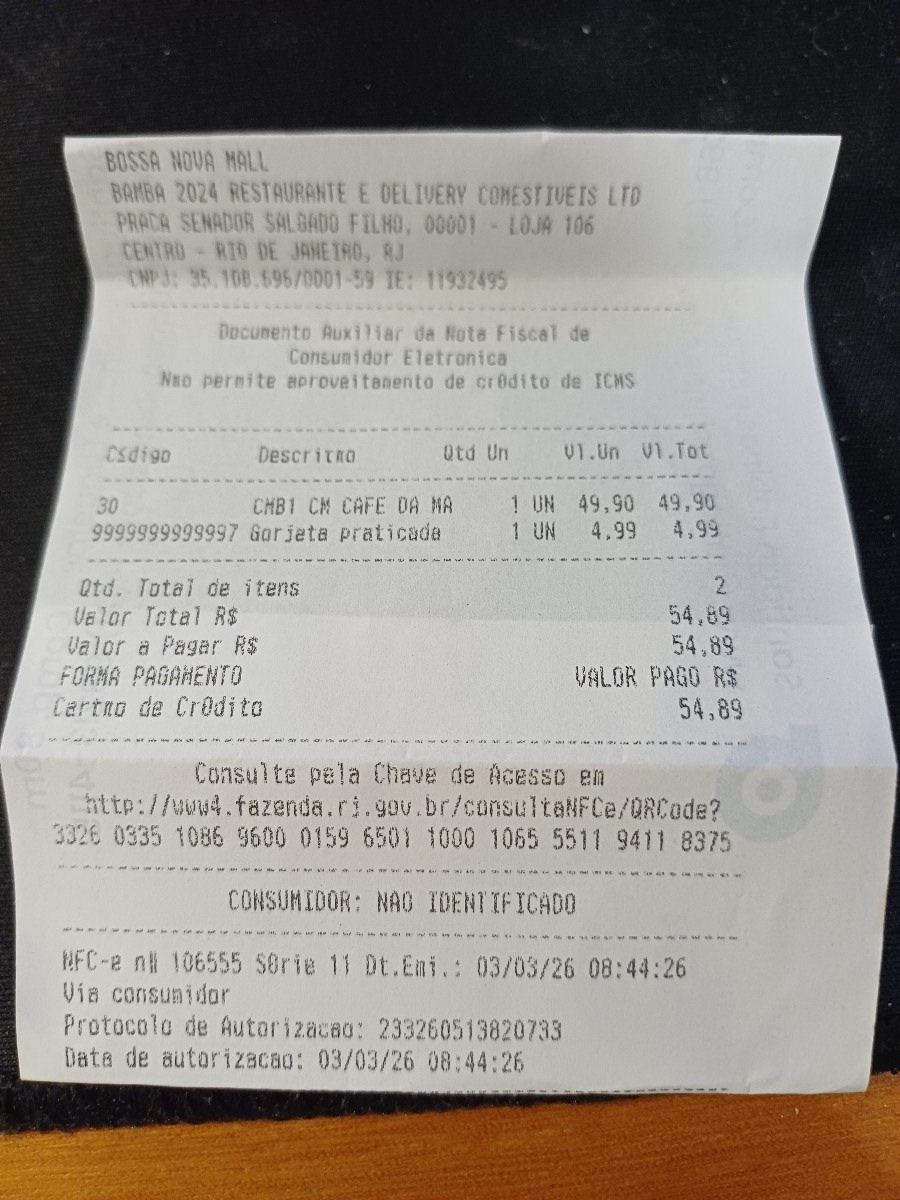 BOSSA NOVA MALL
BAMBA 2024 RESTAURANTE E DELIVERY COMESTIVEIS LTD
PRACA SENADOR SALGADO FILHO, 00001 - LOJA 106
CENTRO - RIO DE JANEIRO, RJ
CNPJ: 35.108.696/0001-59 IE: 11932495
Documento Auxiliar da Nota Fiscal de
Consumidor Eletronica
Nmo permite aproveitamento de cr0dito de ICMS
C≤digo Descriτmo Qtd Un Vl.Un Vl.Tot
30 CMB1 CM CAFE DA MA 1 UN 49,90 49,90
9999999999997 Gorjeta praticada 1 UN 4,99 4,99
Qtd. Total de itens 2
Valor Total R$ 54,89
Valor a Pagar R$ 54,89
FORMA PAGAMENTO VALOR PAGO R$
Cartmo de Cr0dito 54,89
Consulte pela Chave de Acesso em
http://www4.fazenda.rj.gov.br/consultaNFCe/QRCode?
3326 0335 1086 9600 0159 6501 1000 1065 5511 9411 8375
CONSUMIDOR: NAO IDENTIFICADO
NFC-e n║ 106555 S0rie 11 Dt.Emi.: 03/03/26 08:44:26
Via consumidor
Protocolo de Autorizacao: 233260513820733
Data de autorizacao: 03/03/26 08:44:26